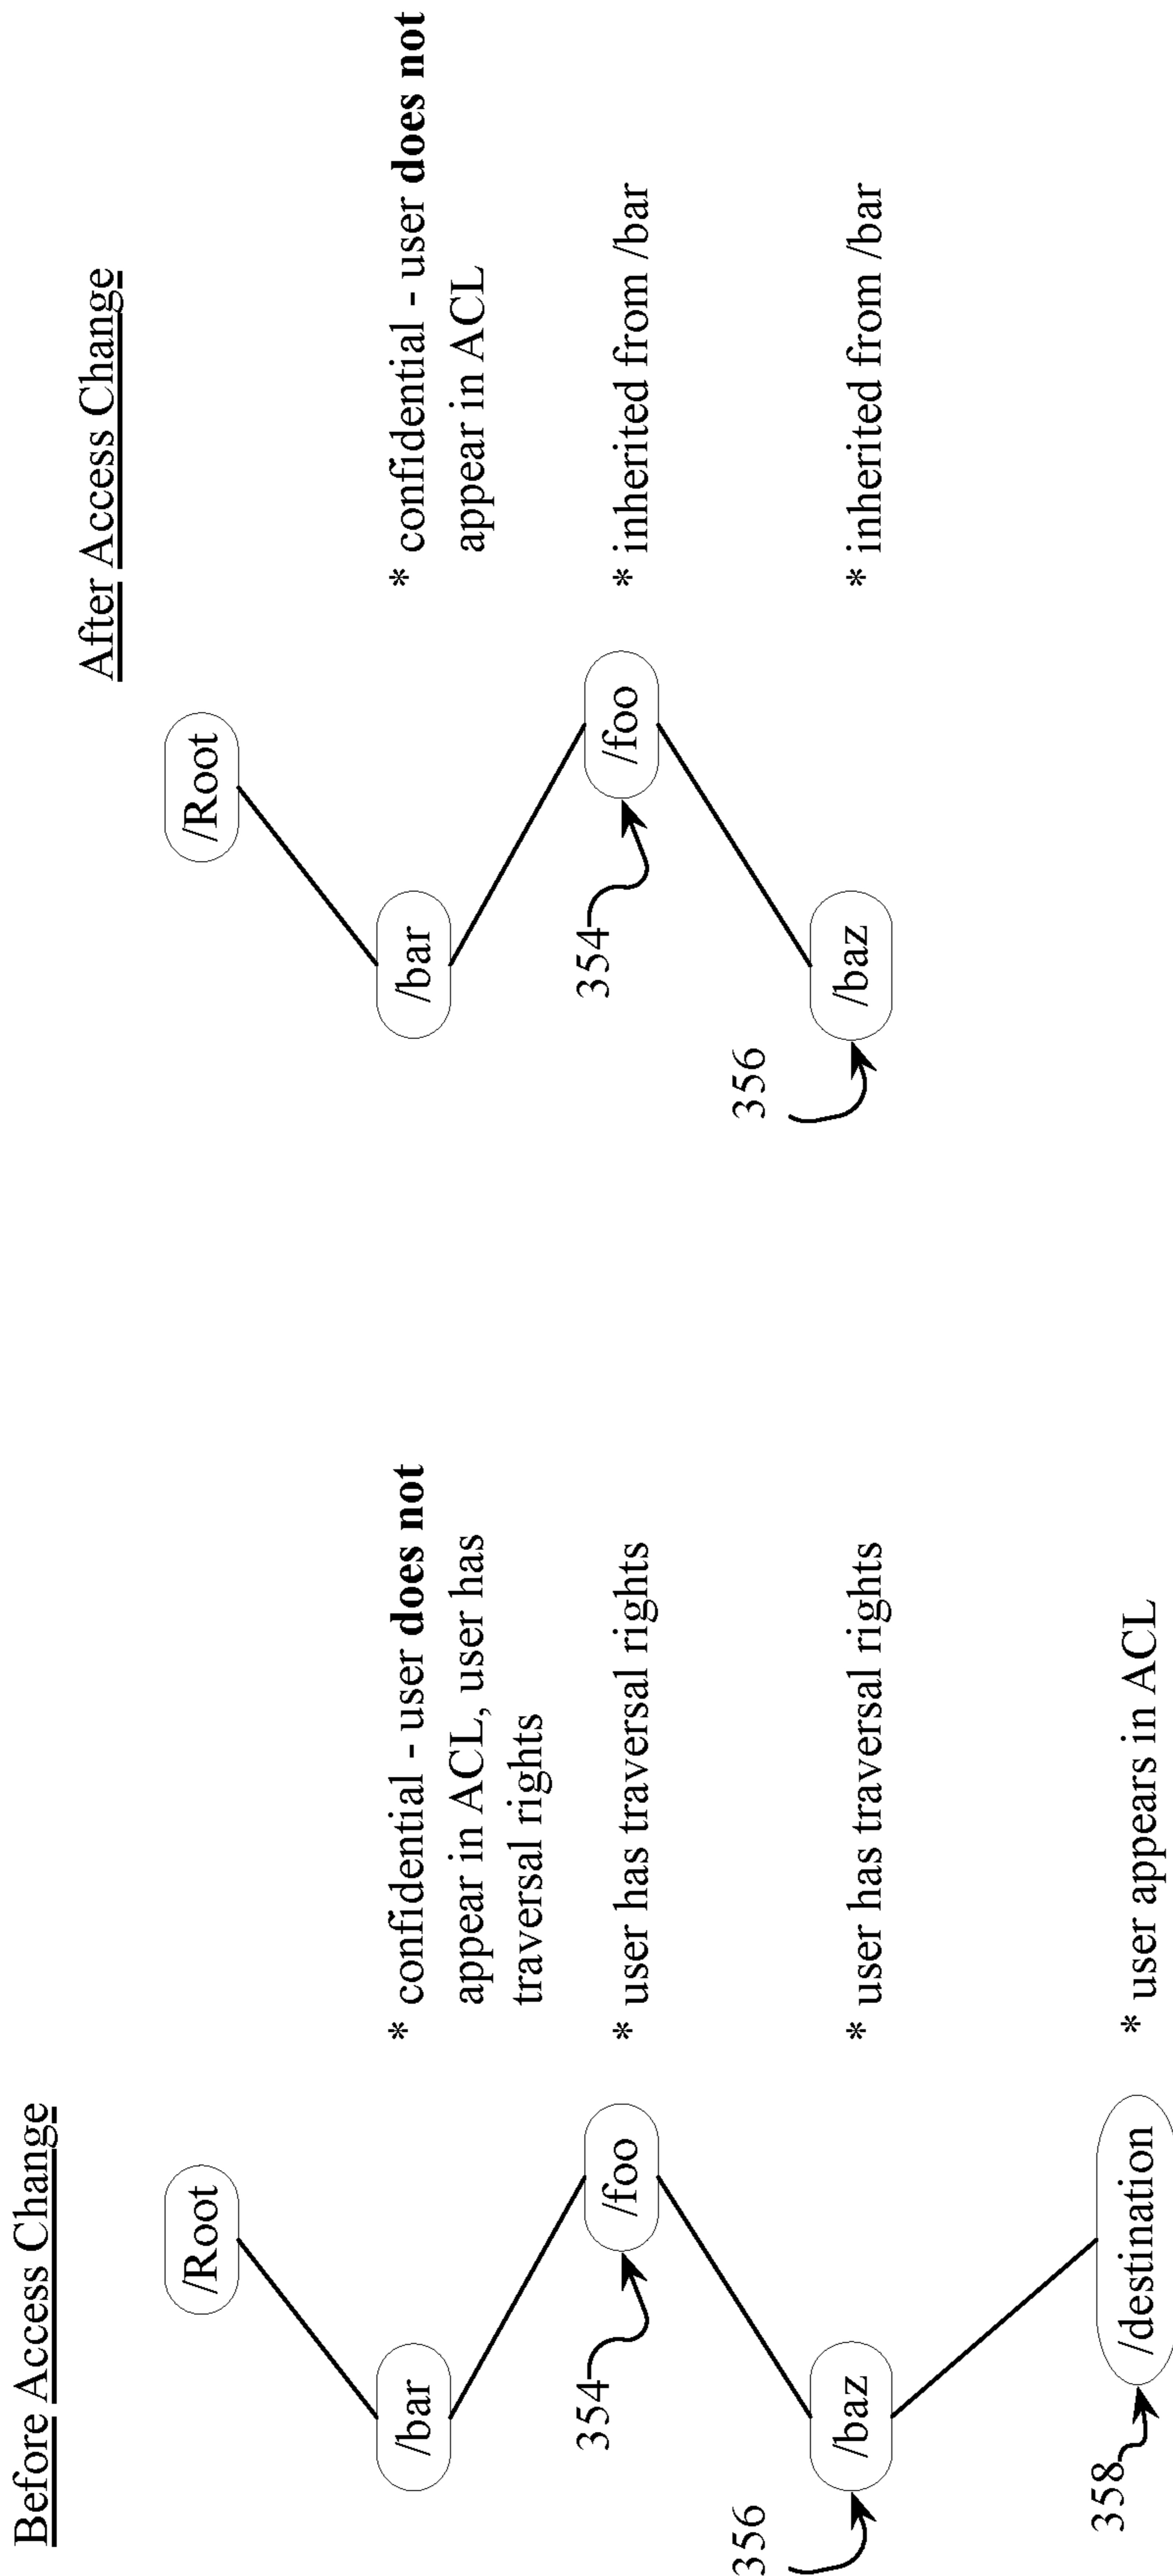 Before Access Change
/Root
/bar
* confidential - user does not
appear in ACL, user has
traversal rights
/foo
354
* user has traversal rights
/baz
356
* user has traversal rights
/destination
358
* user appears in ACL
After Access Change
/Root
/bar
* confidential - user does not
appear in ACL
/foo
354
* inherited from /bar
/baz
356
* inherited from /bar